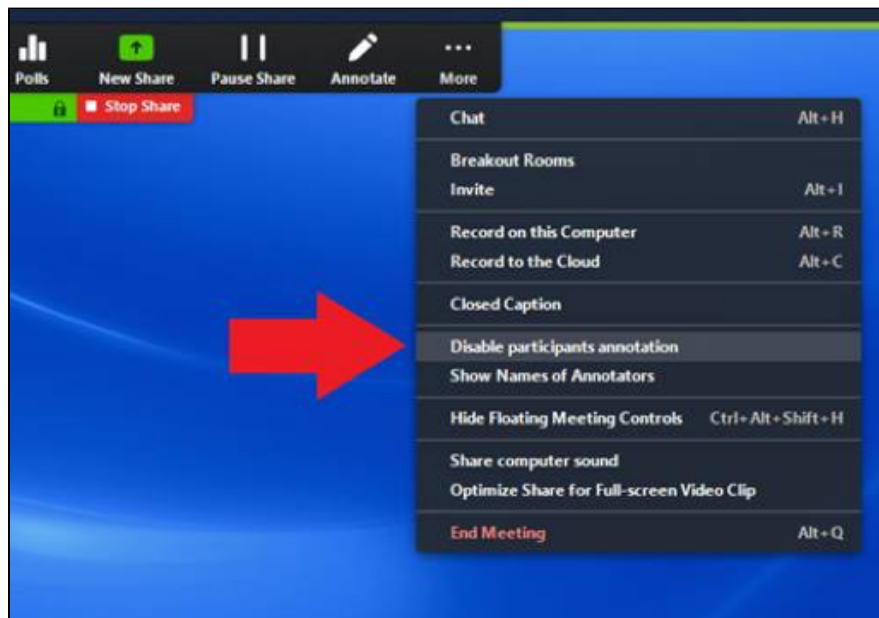 Polls New Share Pause Share Annotate More
Stop Share
Chat Alt+H
Breakout Rooms
Invite Alt+I
Record on this Computer Alt+R
Record to the Cloud Alt+C
Closed Caption
Disable participants annotation
Show Names of Annotators
Hide Floating Meeting Controls Ctrl+Alt+Shift+H
Share computer sound
Optimize Share for Full-screen Video Clip
End Meeting Alt+Q